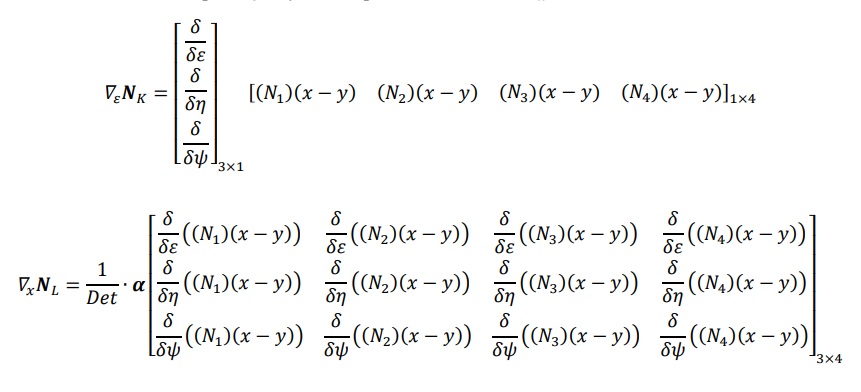 ∇_ε N_K = [δ/δε ; δ/δη ; δ/δψ]_{3×1} [(N_1)(x − y) (N_2)(x − y) (N_3)(x − y) (N_4)(x − y)]_{1×4}
∇_x N_L = 1/Det · α [δ/δε((N_1)(x − y)) δ/δε((N_2)(x − y)) δ/δε((N_3)(x − y)) δ/δε((N_4)(x − y))
δ/δη((N_1)(x − y)) δ/δη((N_2)(x − y)) δ/δη((N_3)(x − y)) δ/δη((N_4)(x − y))
δ/δψ((N_1)(x − y)) δ/δψ((N_2)(x − y)) δ/δψ((N_3)(x − y)) δ/δψ((N_4)(x − y))]_{3×4}